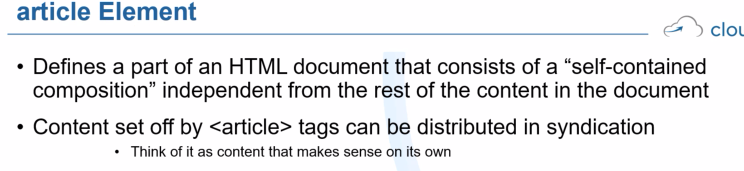 article Element
clou
• Defines a part of an HTML document that consists of a “self-contained
composition” independent from the rest of the content in the document
• Content set off by <article> tags can be distributed in syndication
• Think of it as content that makes sense on its own